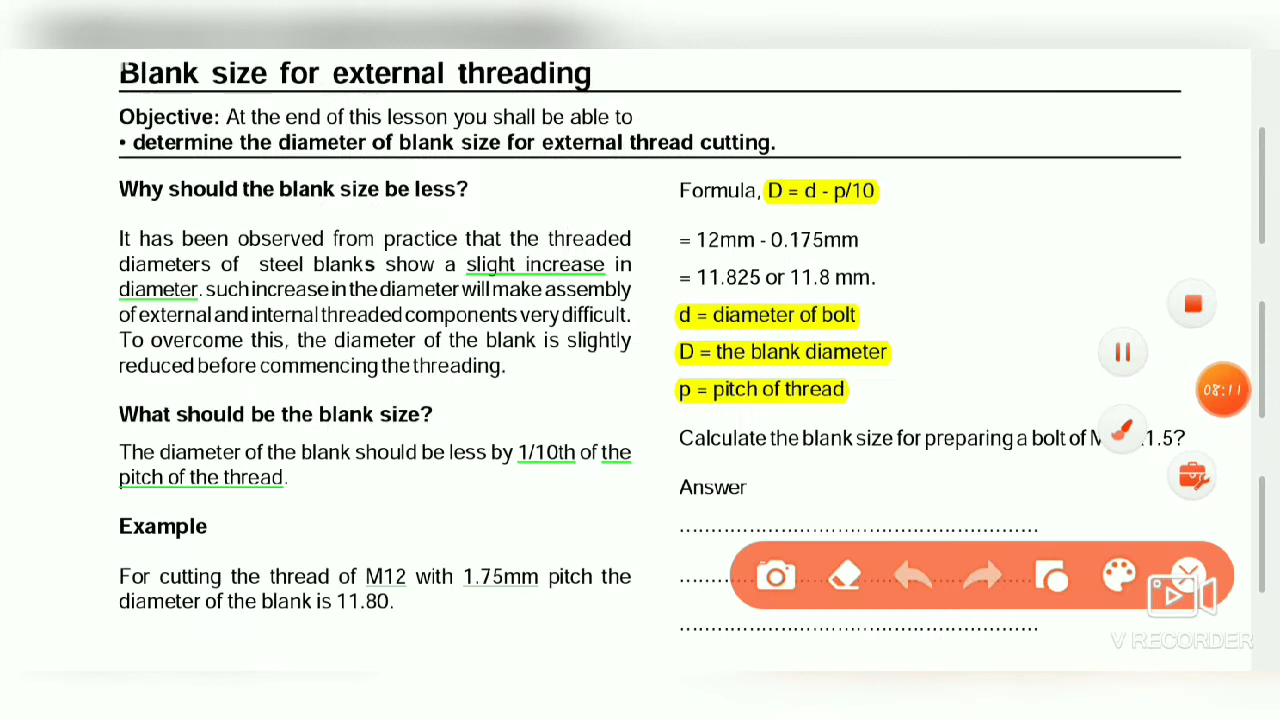 Blank size for external threading
Objective: At the end of this lesson you shall be able to
• determine the diameter of blank size for external thread cutting.
Why should the blank size be less?
It has been observed from practice that the threaded
diameters of steel blanks show a slight increase in
diameter. such increase in the diameter will make assembly
of external and internal threaded components very difficult.
To overcome this, the diameter of the blank is slightly
reduced before commencing the threading.
What should be the blank size?
The diameter of the blank should be less by 1/10th of the
pitch of the thread.
Example
For cutting the thread of M12 with 1.75mm pitch the
diameter of the blank is 11.80.
Formula, D = d - p/10
= 12mm - 0.175mm
= 11.825 or 11.8 mm.
d = diameter of bolt
D = the blank diameter
p = pitch of thread
Calculate the blank size for preparing a bolt of 1.5?
Answer
08:11
V RECORDER